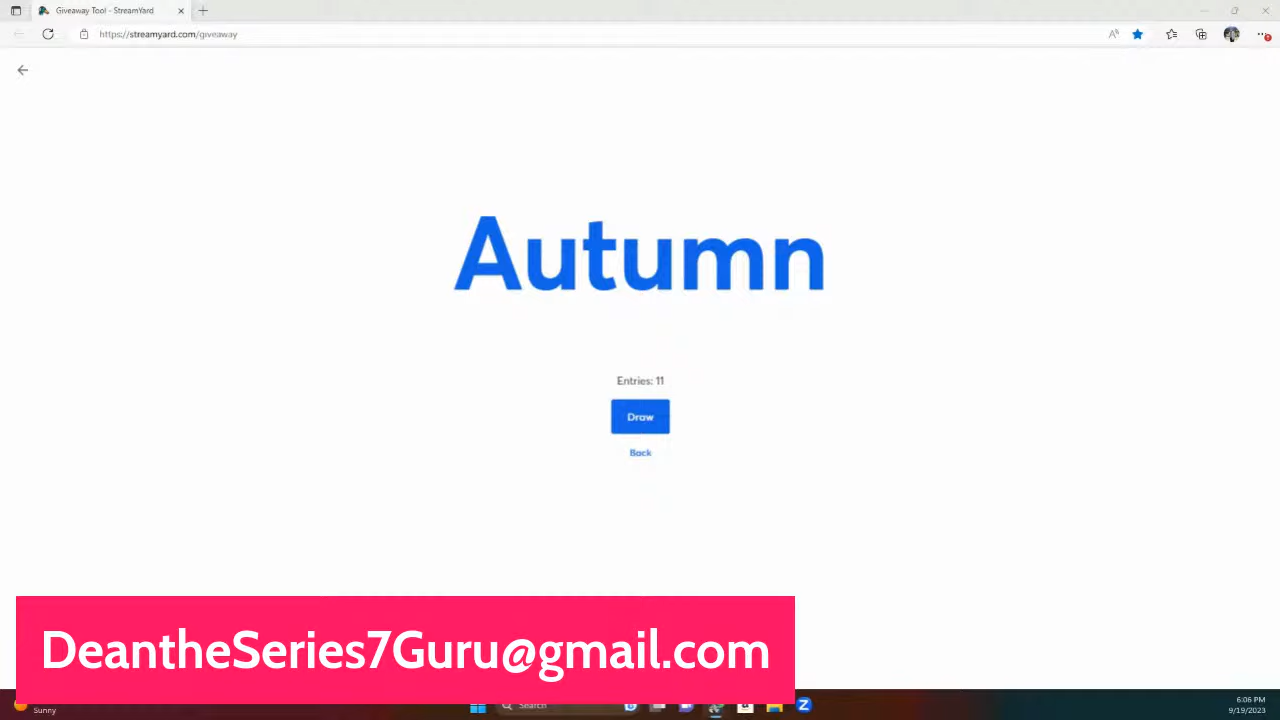 Giveaway Tool - StreamYard
https://streamyard.com/giveaway
Autumn
Entries: 11
Draw
Back
DeantheSeries7Guru@gmail.com
Sunny
Search
6:06 PM
9/19/2023